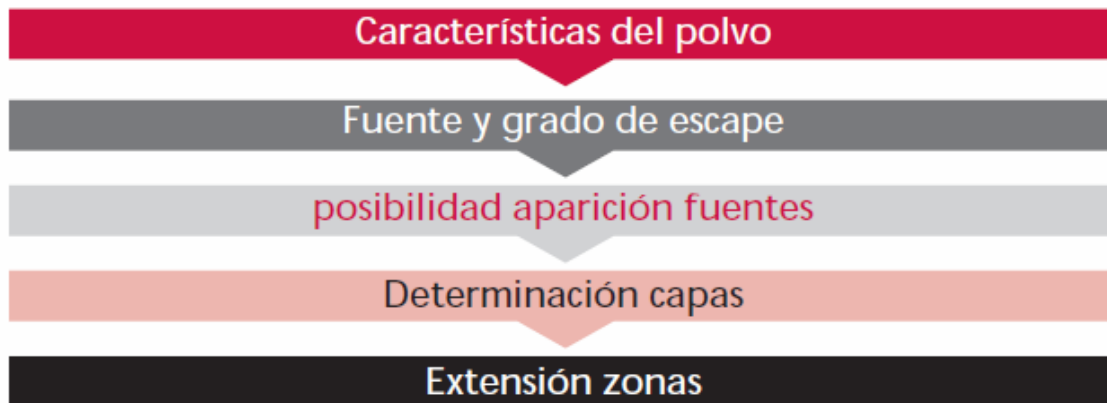 Características del polvo
Fuente y grado de escape
posibilidad aparición fuentes
Determinación capas
Extensión zonas